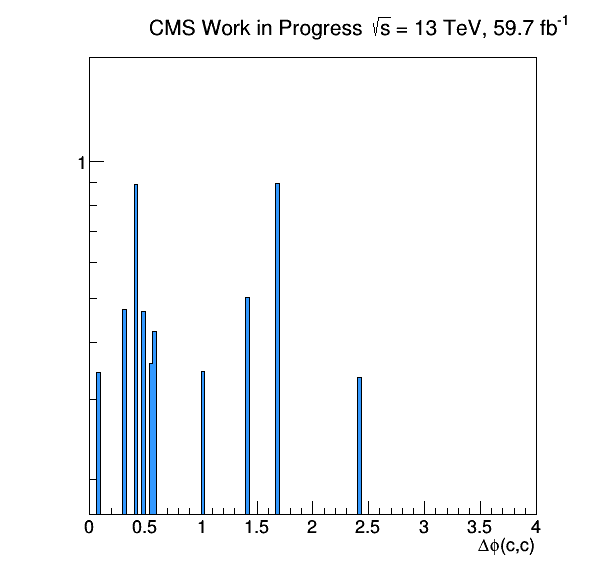 CMS Work in Progress √s = 13 TeV, 59.7 fb⁻¹
1
0 0.5 1 1.5 2 2.5 3 3.5 4
Δϕ(c,c)